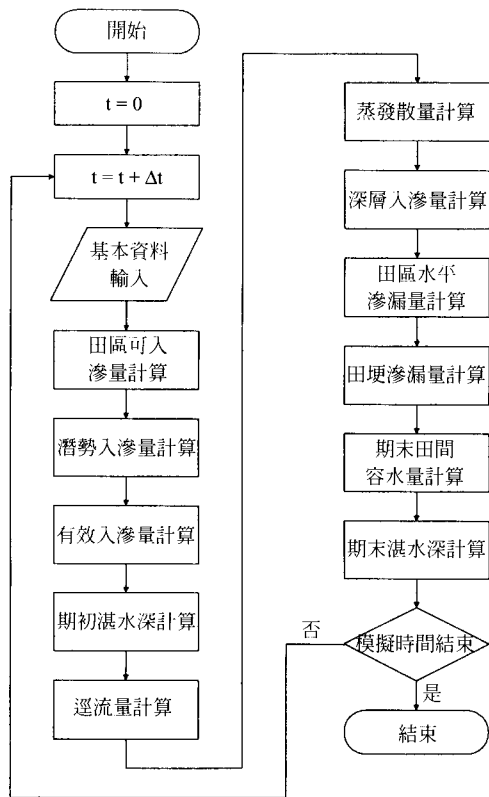 開始
t = 0
t = t + Δt
基本資料
輸入
田區可入
滲量計算
潛勢入滲量計算
有效入滲量計算
期初湛水深計算
逕流量計算
蒸發散量計算
深層入滲量計算
田區水平
滲漏量計算
田埂滲漏量計算
期末田間
容水量計算
期末湛水深計算
模擬時間結束
否
是
結束